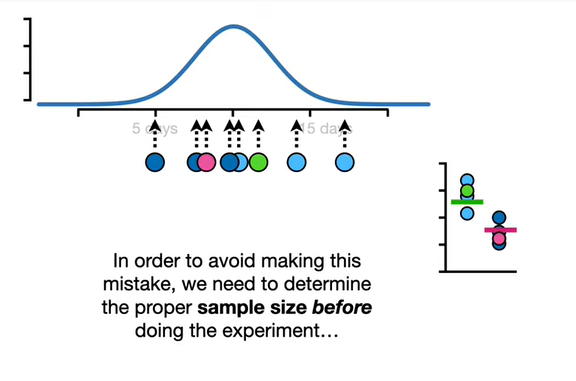 5 days 15 days
In order to avoid making this
mistake, we need to determine
the proper sample size before
doing the experiment…